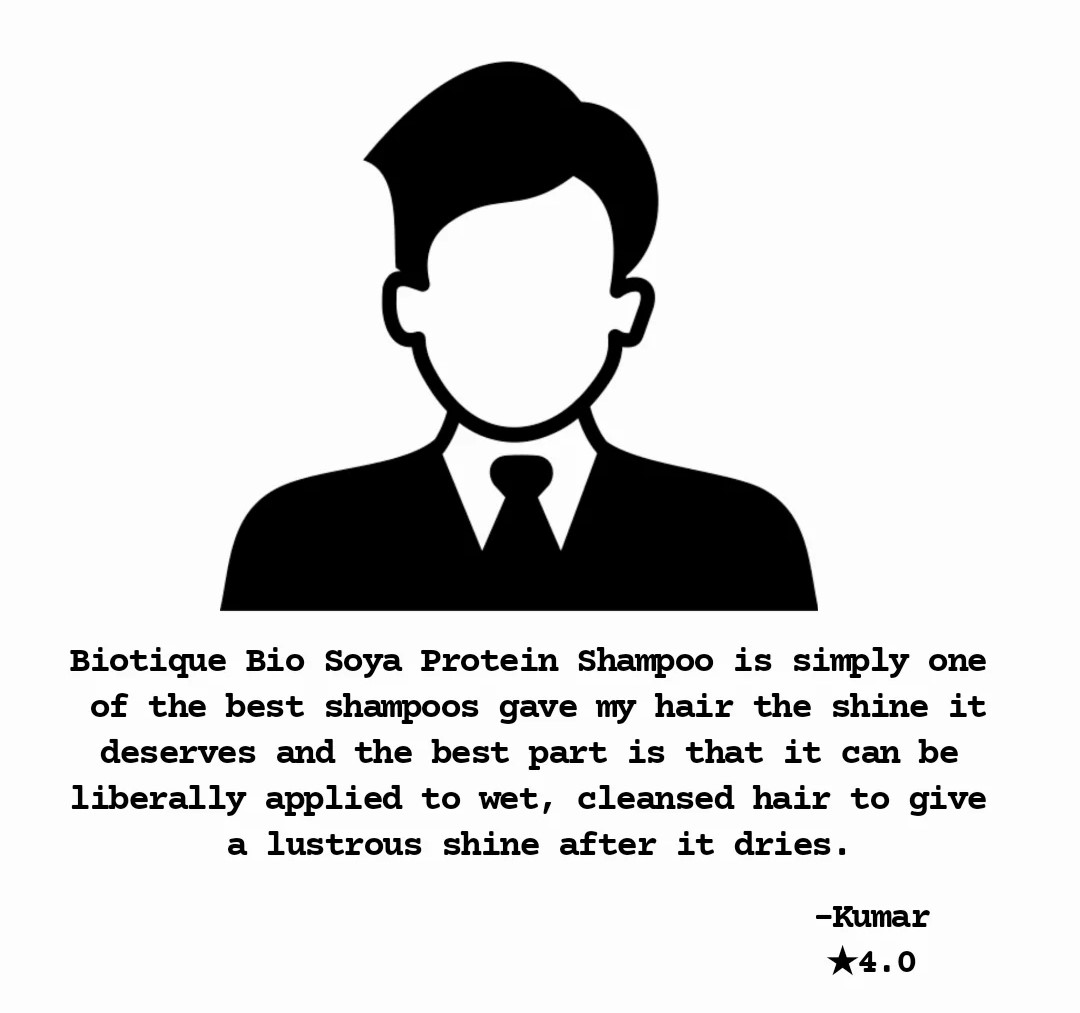 Biotique Bio Soya Protein Shampoo is simply one
of the best shampoos gave my hair the shine it
deserves and the best part is that it can be
liberally applied to wet, cleansed hair to give
a lustrous shine after it dries.
-Kumar
★4.0